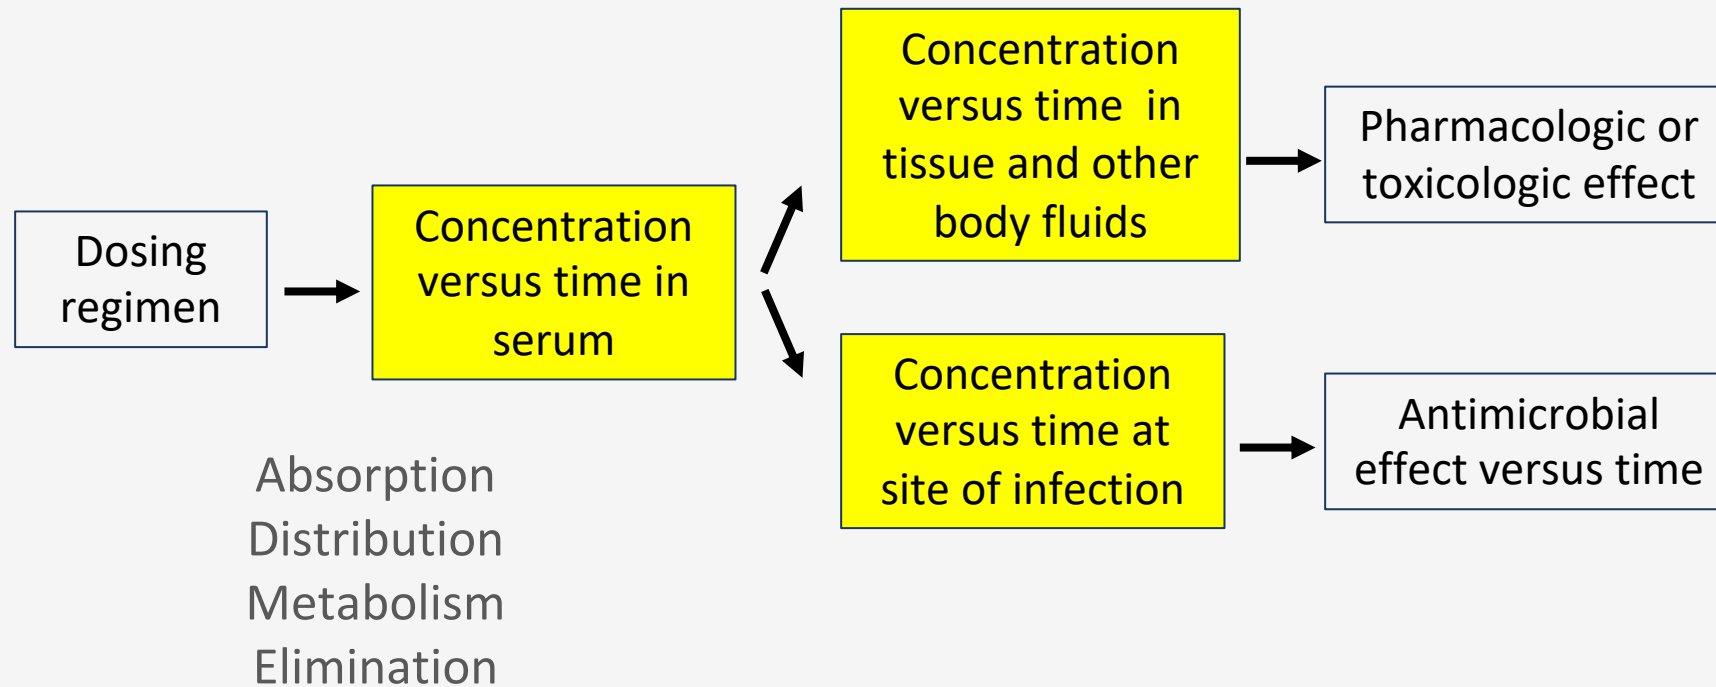 Dosing
regimen
Concentration
versus time in
serum
Concentration
versus time in
tissue and other
body fluids
Pharmacologic or
toxicologic effect
Concentration
versus time at
site of infection
Antimicrobial
effect versus time
Absorption
Distribution
Metabolism
Elimination